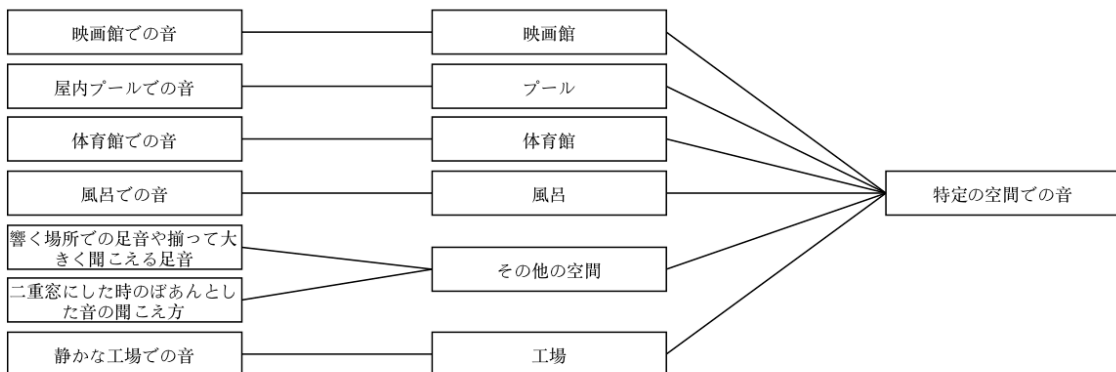 映画館での音
屋内プールでの音
体育館での音
風呂での音
響く場所での足音や揃って大
きく聞こえる足音
二重窓にした時のぼあんとし
た音の聞こえ方
静かな工場での音
映画館
プール
体育館
風呂
その他の空間
工場
特定の空間での音